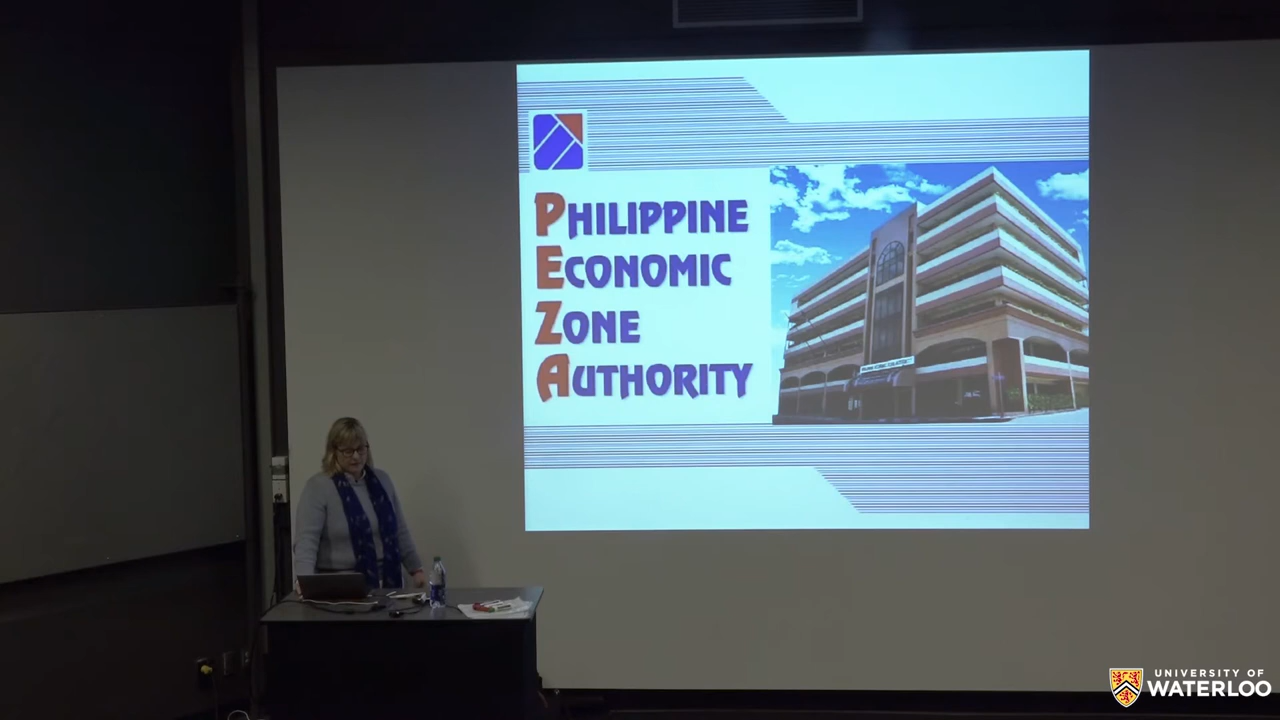 PHILIPPINE
ECONOMIC
ZONE
AUTHORITY
UNIVERSITY OF
WATERLOO